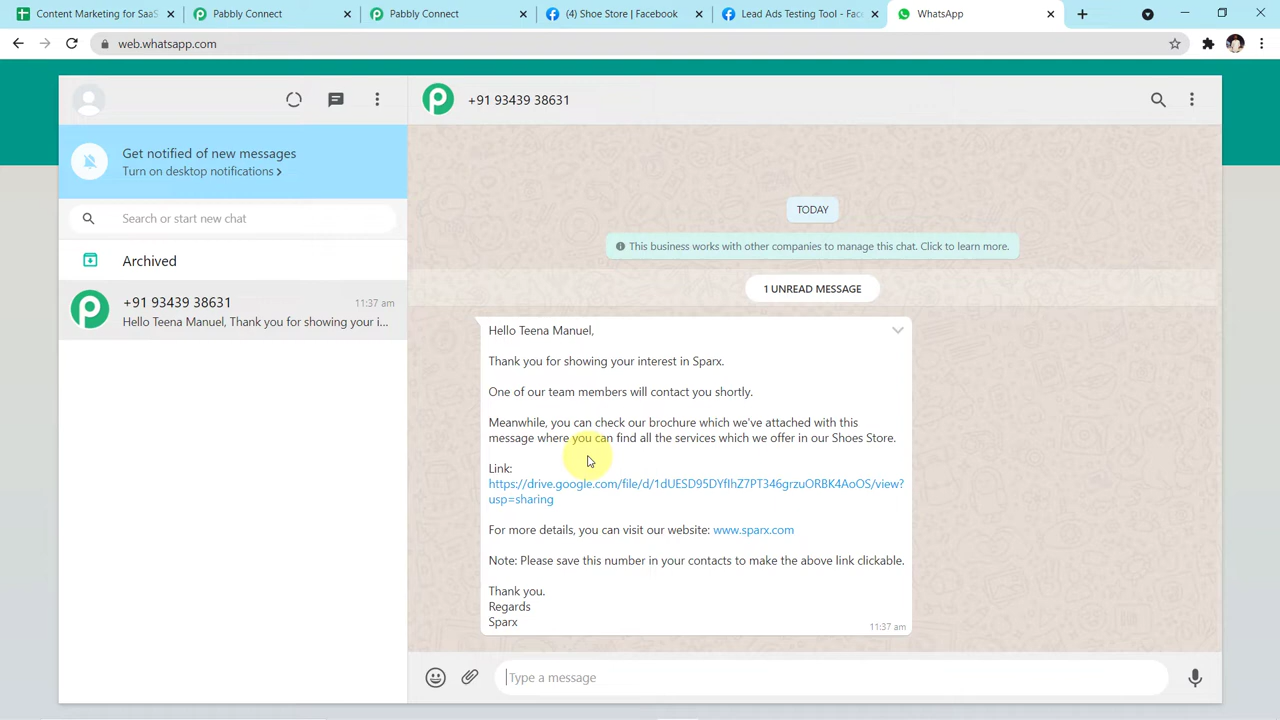 Content Marketing for SaaS
Pabbly Connect
Pabbly Connect
(4) Shoe Store | Facebook
Lead Ads Testing Tool - Fac
WhatsApp
web.whatsapp.com
+91 93439 38631
Get notified of new messages
Turn on desktop notifications >
Search or start new chat
Archived
+91 93439 38631
11:37 am
Hello Teena Manuel, Thank you for showing your i...
TODAY
This business works with other companies to manage this chat. Click to learn more.
1 UNREAD MESSAGE
Hello Teena Manuel,
Thank you for showing your interest in Sparx.
One of our team members will contact you shortly.
Meanwhile, you can check our brochure which we've attached with this
message where you can find all the services which we offer in our Shoes Store.
Link:
https://drive.google.com/file/d/1dUESD95DYfIhZ7PT346grzuORBK4AoOS/view?
usp=sharing
For more details, you can visit our website: www.sparx.com
Note: Please save this number in your contacts to make the above link clickable.
Thank you.
Regards
Sparx
11:37 am
Type a message